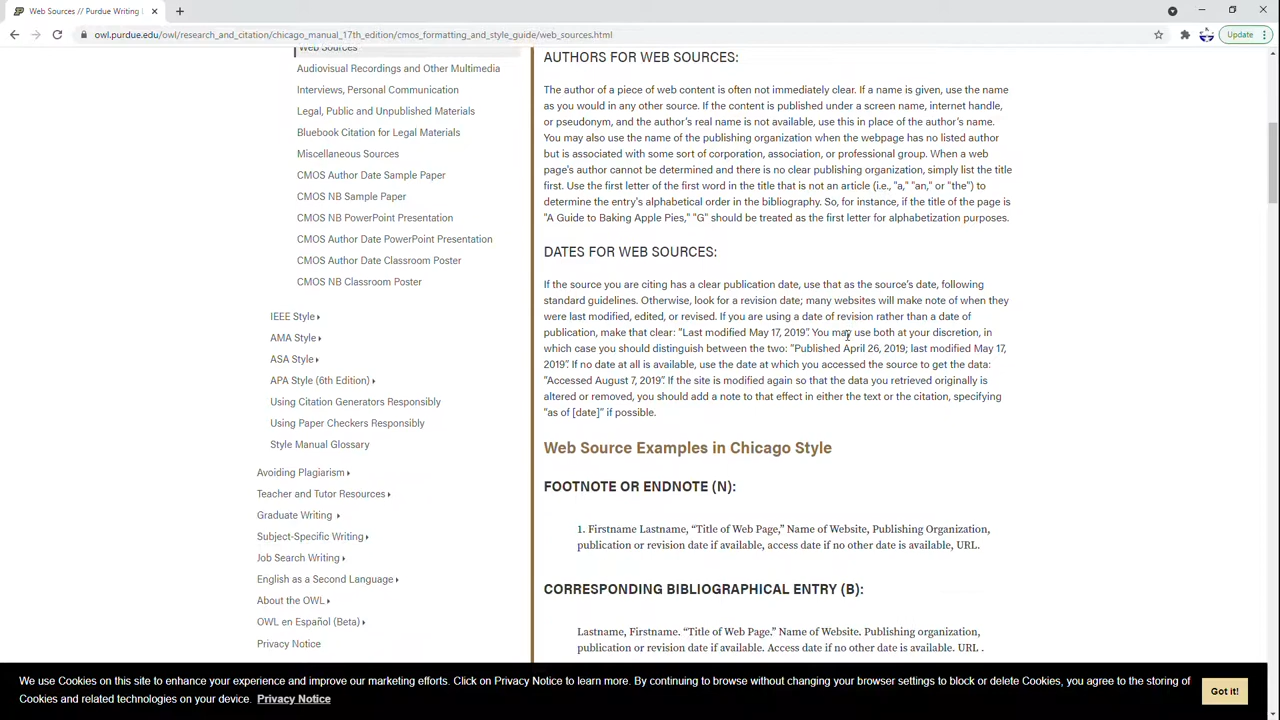 Web Sources // Purdue Writing
owl.purdue.edu/owl/research_and_citation/chicago_manual_17th_edition/cmos_formatting_and_style_guide/web_sources.html
Update
Web Sources
Audiovisual Recordings and Other Multimedia
Interviews, Personal Communication
Legal, Public and Unpublished Materials
Bluebook Citation for Legal Materials
Miscellaneous Sources
CMOS Author Date Sample Paper
CMOS NB Sample Paper
CMOS NB PowerPoint Presentation
CMOS Author Date PowerPoint Presentation
CMOS Author Date Classroom Poster
CMOS NB Classroom Poster
IEEE Style
AMA Style
ASA Style
APA Style (6th Edition)
Using Citation Generators Responsibly
Using Paper Checkers Responsibly
Style Manual Glossary
Avoiding Plagiarism
Teacher and Tutor Resources
Graduate Writing
Subject-Specific Writing
Job Search Writing
English as a Second Language
About the OWL
OWL en Español (Beta)
Privacy Notice
AUTHORS FOR WEB SOURCES:
The author of a piece of web content is often not immediately clear. If a name is given, use the name
as you would in any other source. If the content is published under a screen name, internet handle,
or pseudonym, and the author's real name is not available, use this in place of the author's name.
You may also use the name of the publishing organization when the webpage has no listed author
but is associated with some sort of corporation, association, or professional group. When a web
page's author cannot be determined and there is no clear publishing organization, simply list the title
first. Use the first letter of the first word in the title that is not an article (i.e., "a," "an," or "the") to
determine the entry's alphabetical order in the bibliography. So, for instance, if the title of the page is
"A Guide to Baking Apple Pies," "G" should be treated as the first letter for alphabetization purposes.
DATES FOR WEB SOURCES:
If the source you are citing has a clear publication date, use that as the source's date, following
standard guidelines. Otherwise, look for a revision date; many websites will make note of when they
were last modified, edited, or revised. If you are using a date of revision rather than a date of
publication, make that clear: "Last modified May 17, 2019". You may use both at your discretion, in
which case you should distinguish between the two: "Published April 26, 2019; last modified May 17,
2019". If no date at all is available, use the date at which you accessed the source to get the data:
"Accessed August 7, 2019". If the site is modified again so that the data you retrieved originally is
altered or removed, you should add a note to that effect in either the text or the citation, specifying
"as of [date]" if possible.
Web Source Examples in Chicago Style
FOOTNOTE OR ENDNOTE (N):
1. Firstname Lastname, “Title of Web Page,” Name of Website, Publishing Organization,
publication or revision date if available, access date if no other date is available, URL.
CORRESPONDING BIBLIOGRAPHICAL ENTRY (B):
Lastname, Firstname. “Title of Web Page.” Name of Website. Publishing organization,
publication or revision date if available. Access date if no other date is available. URL .
We use Cookies on this site to enhance your experience and improve our marketing efforts. Click on Privacy Notice to learn more. By continuing to browse without changing your browser settings to block or delete Cookies, you agree to the storing of
Cookies and related technologies on your device. Privacy Notice
Got it!